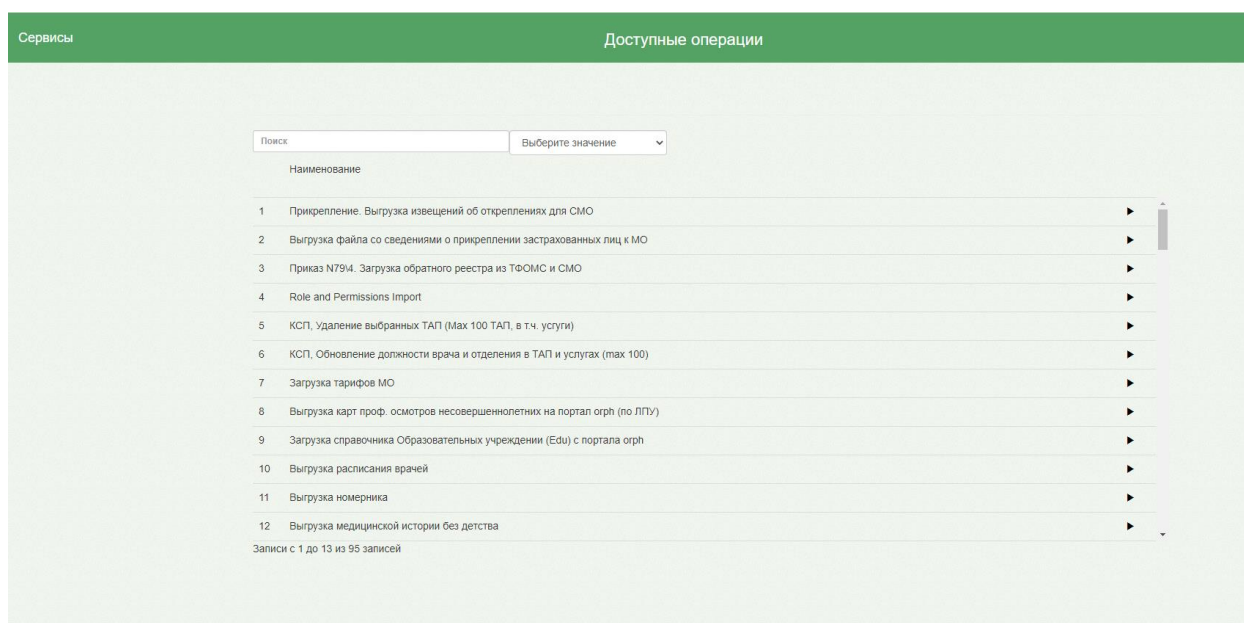 Сервисы
Доступные операции
Поиск
Выберите значение
Наименование
1 Прикрепление. Выгрузка извещений об откреплениях для СМО
2 Выгрузка файла со сведениями о прикреплении застрахованных лиц к МО
3 Приказ N79\4. Загрузка обратного реестра из ТФОМС и СМО
4 Role and Permissions Import
5 КСП, Удаление выбранных ТАП (Max 100 ТАП, в т.ч. усгуги)
6 КСП, Обновление должности врача и отделения в ТАП и услугах (max 100)
7 Загрузка тарифов МО
8 Выгрузка карт проф. осмотров несовершеннолетних на портал orph (по ЛПУ)
9 Загрузка справочника Образовательных учреждении (Edu) с портала orph
10 Выгрузка расписания врачей
11 Выгрузка номерника
12 Выгрузка медицинской истории без детства
Записи с 1 до 13 из 95 записей